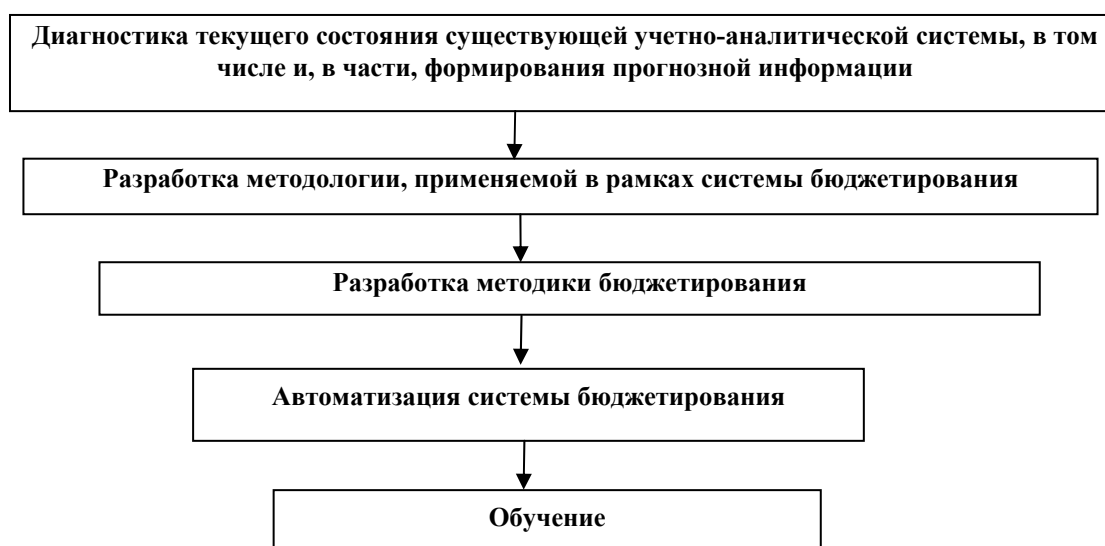 Диагностика текущего состояния существующей учетно-аналитической системы, в том
числе и, в части, формирования прогнозной информации
Разработка методологии, применяемой в рамках системы бюджетирования
Разработка методики бюджетирования
Автоматизация системы бюджетирования
Обучение